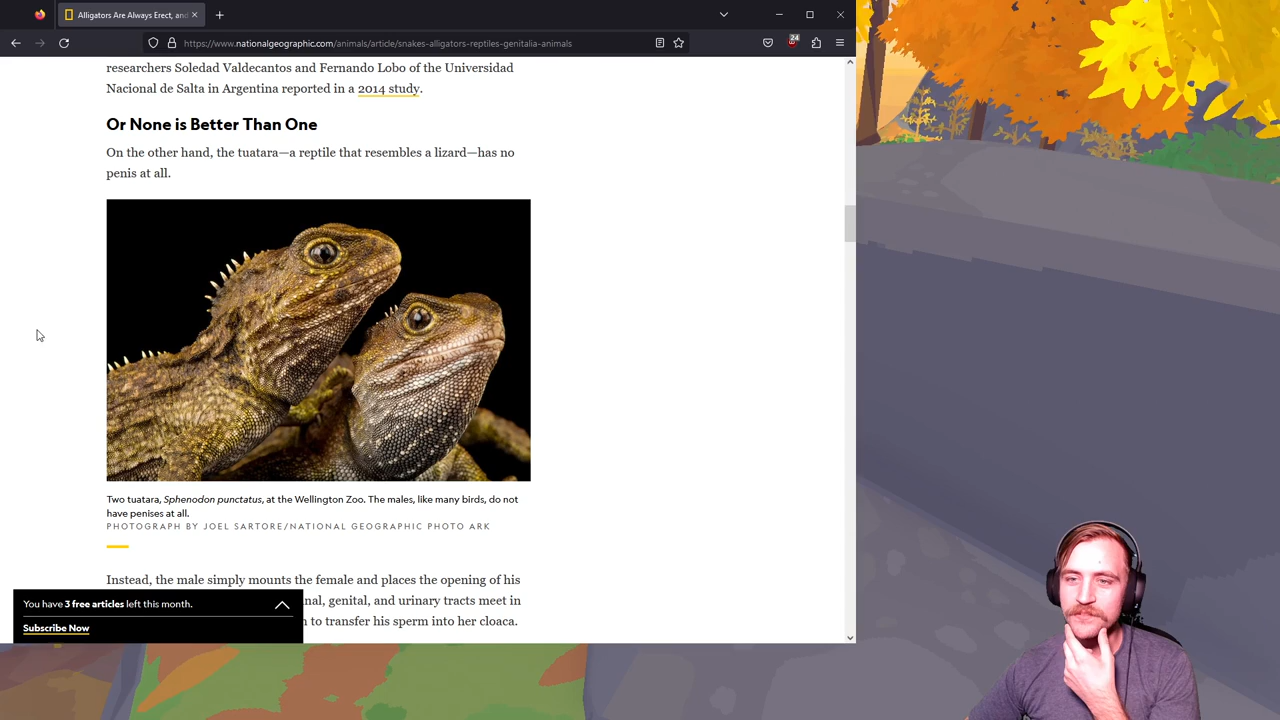 Alligators Are Always Erect, and
https://www.nationalgeographic.com/animals/article/snakes-alligators-reptiles-genitalia-animals
24
researchers Soledad Valdecantos and Fernando Lobo of the Universidad
Nacional de Salta in Argentina reported in a 2014 study.
Or None is Better Than One
On the other hand, the tuatara—a reptile that resembles a lizard—has no
penis at all.
Two tuatara, Sphenodon punctatus, at the Wellington Zoo. The males, like many birds, do not
have penises at all.
PHOTOGRAPH BY JOEL SARTORE/NATIONAL GEOGRAPHIC PHOTO ARK
Instead, the male simply mounts the female and places the opening of his
nal, genital, and urinary tracts meet in
to transfer his sperm into her cloaca.
You have 3 free articles left this month.
Subscribe Now